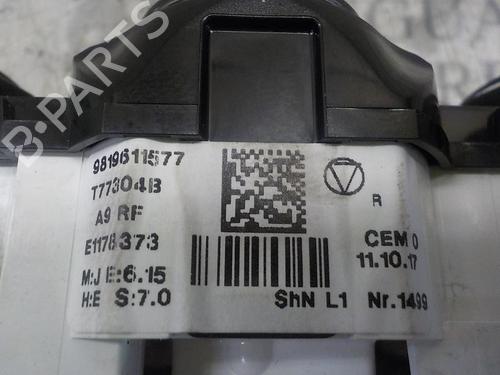 9819611577
T77304B
A9 RF
E1178373
M:J E:6.15
H:E S:7.0
R
CEM 0
11.10.17
ShN L1
Nr.1499
B-PARTS